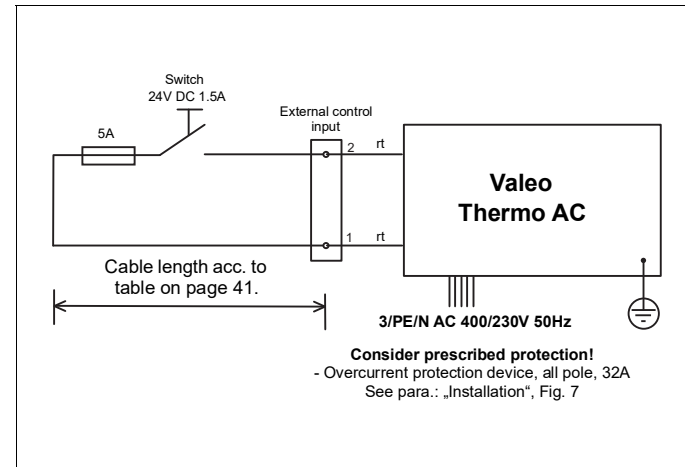 Switch
24V DC 1.5A
5A
External control
input
2
rt
Valeo
Thermo AC
1
rt
Cable length acc. to
table on page 41.
3/PE/N AC 400/230V 50Hz
Consider prescribed protection!
- Overcurrent protection device, all pole, 32A
See para.: „Installation“, Fig. 7